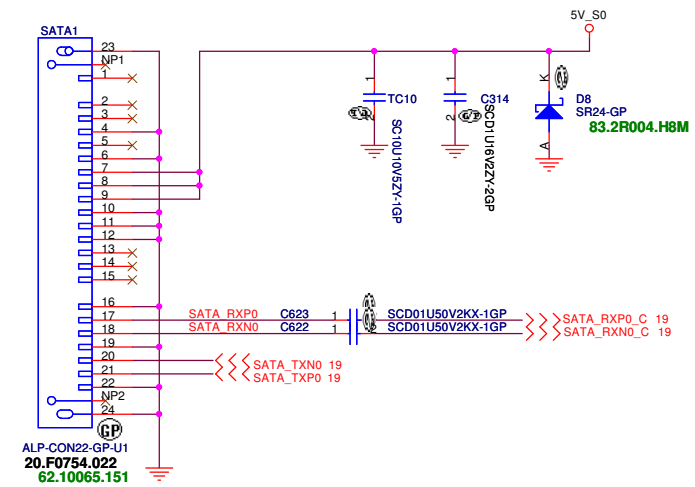 5V_S0
SATA1
23
NP1
1
2
3
4
5
6
7
8
9
10
11
12
13
14
15
16
17
18
19
20
21
22
NP2
24
GP
ALP-CON22-GP-U1
20.F0754.022
62.10065.151
1
TC10
2
SC10U10V5ZY-1GP
1
C314
2
SCD1U16V2ZY-2GP
K
D8
SR24-GP
83.2R004.H8M
A
SATA_RXP0 C623 1 SCD01U50V2KX-1GP SATA_RXP0_C 19
SATA_RXN0 C622 1 2 SCD01U50V2KX-1GP SATA_RXN0_C 19
SATA_TXN0 19
SATA_TXP0 19